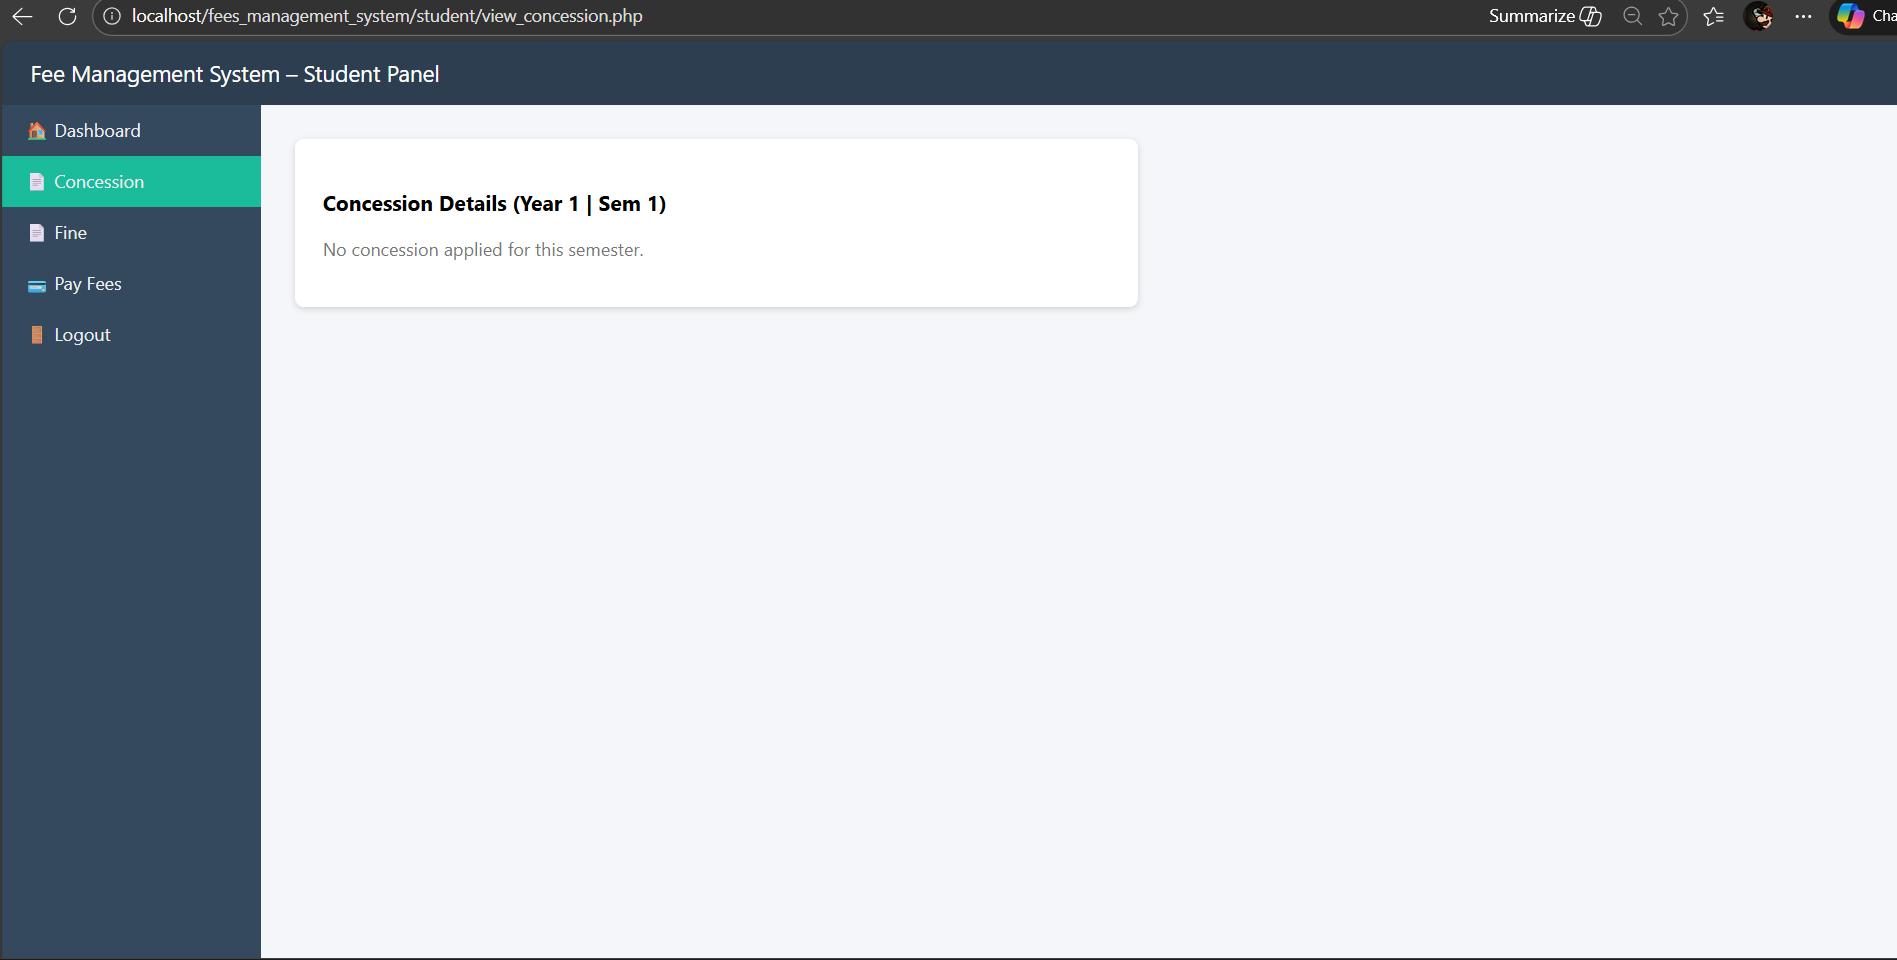 localhost/fees_management_system/student/view_concession.php
Summarize
Cha
Fee Management System – Student Panel
Dashboard
Concession
Fine
Pay Fees
Logout
Concession Details (Year 1 | Sem 1)
No concession applied for this semester.